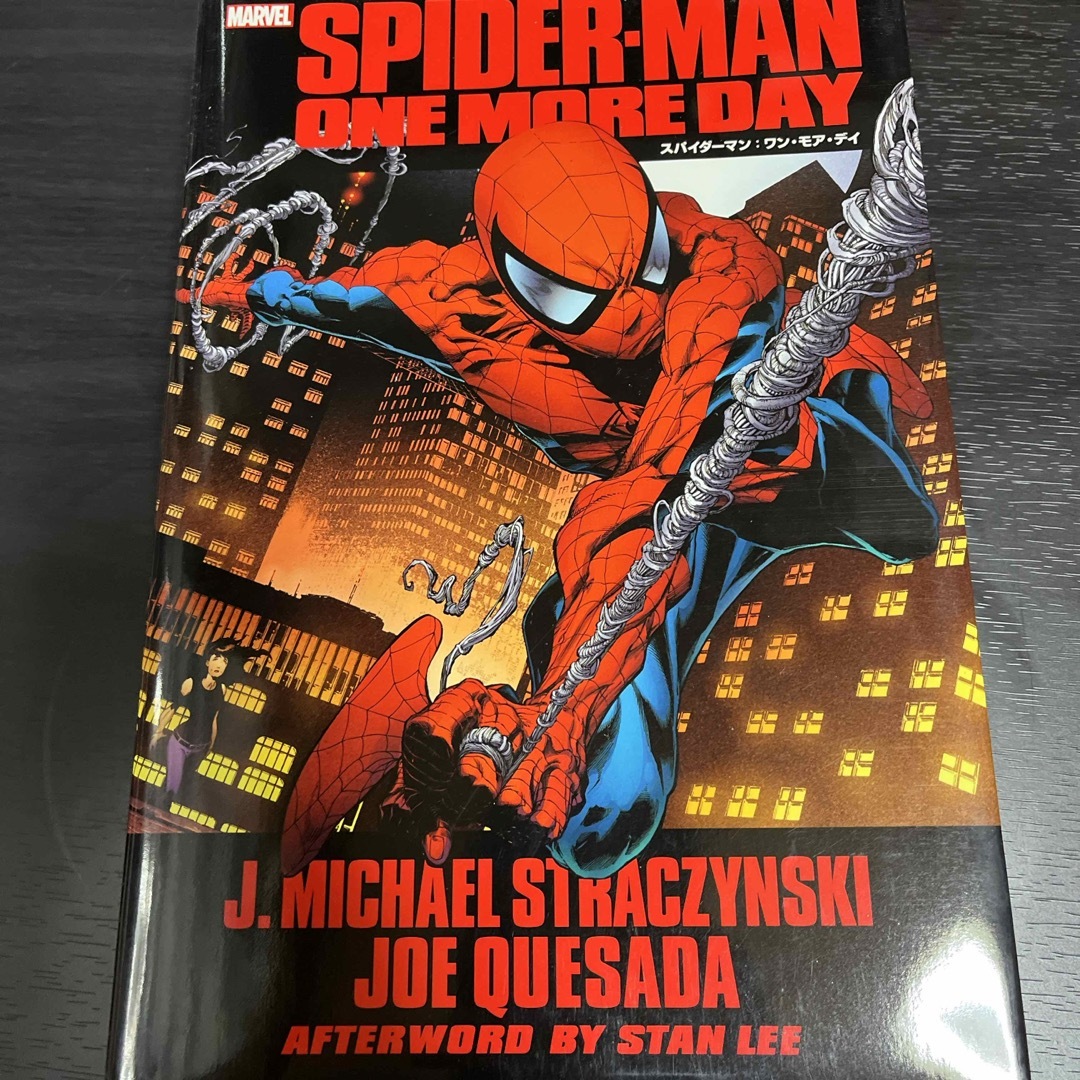 MARVEL
SPIDER-MAN
ONE MORE DAY
スパイダーマン：ワン・モア・デイ
J. MICHAEL STRACZYNSKI
JOE QUESADA
AFTERWORD BY STAN LEE